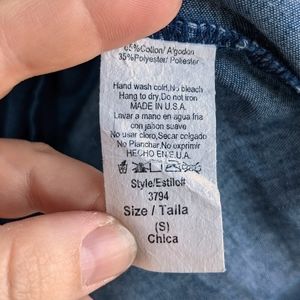 65%Cotton/ Algodon
35%Polyester/ Poliester
Hand wash cold,No bleach
Hang to dry,Do not iron
MADE IN U.S.A.
Lavar a mano en agua fria
con jabon suave
No usar cloro,Secar colgado
No Planchar,No exprimir
HECHO EN E.U.A.
Style/Estilo#
3794
Size / Talla
(S)
Chica